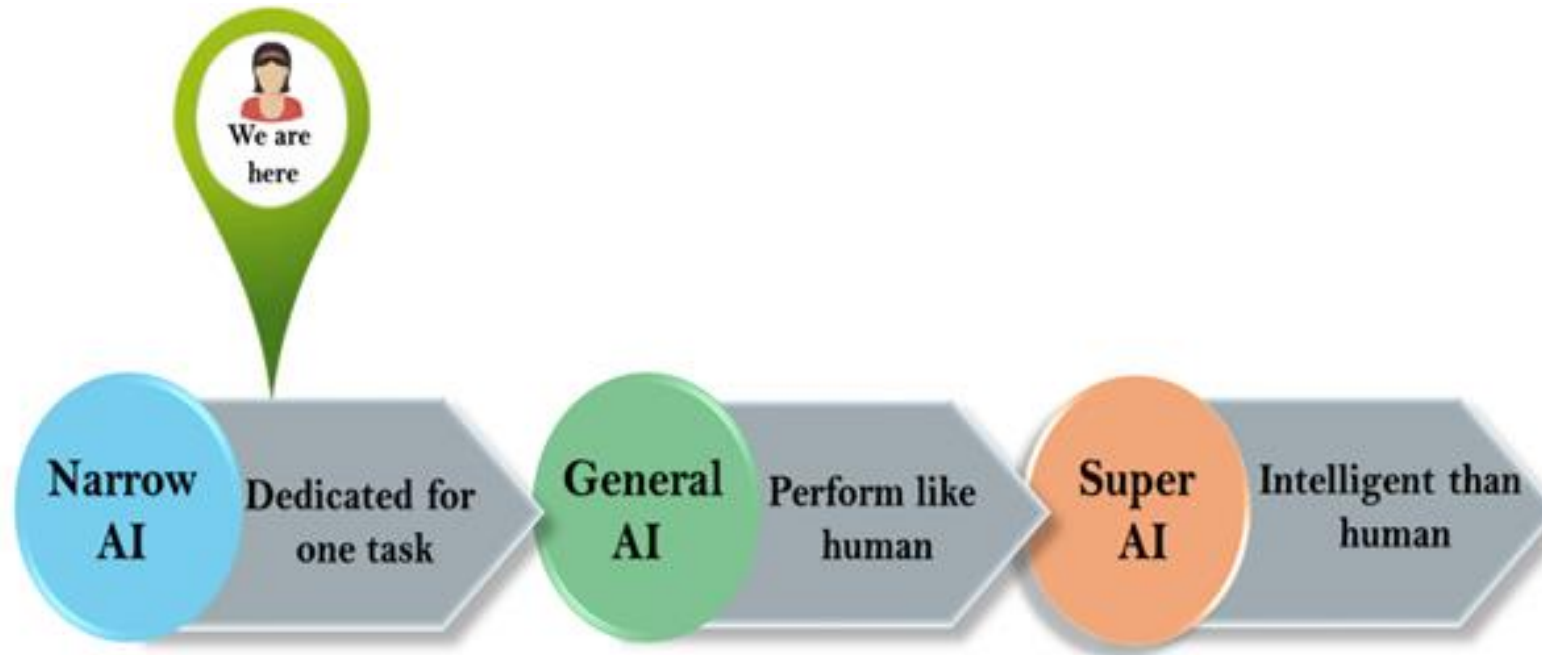 We are
here
Narrow
AI
Dedicated for
one task
General
AI
Perform like
human
Super
AI
Intelligent than
human